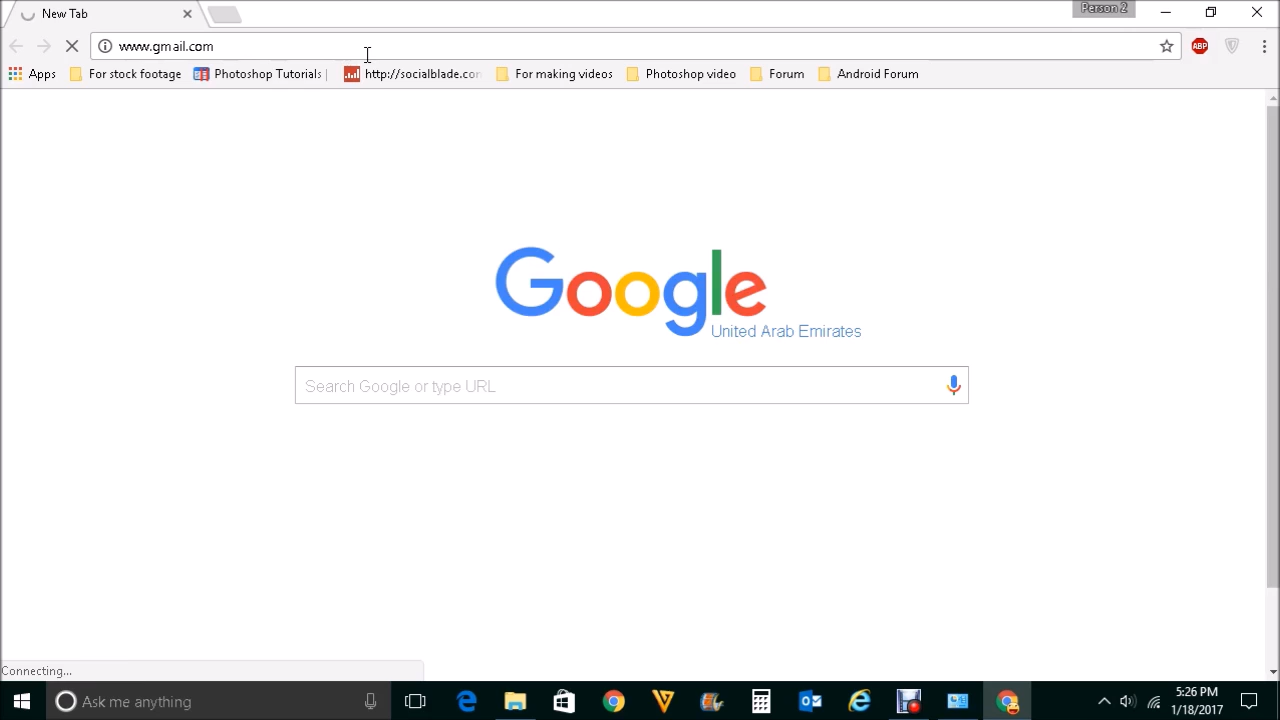 New Tab
Person 2
www.gmail.com
ABP
Apps
For stock footage
Photoshop Tutorials |
http://socialblade.con
For making videos
Photoshop video
Forum
Android Forum
Google
United Arab Emirates
Search Google or type URL
Connecting...
Ask me anything
5:26 PM
1/18/2017